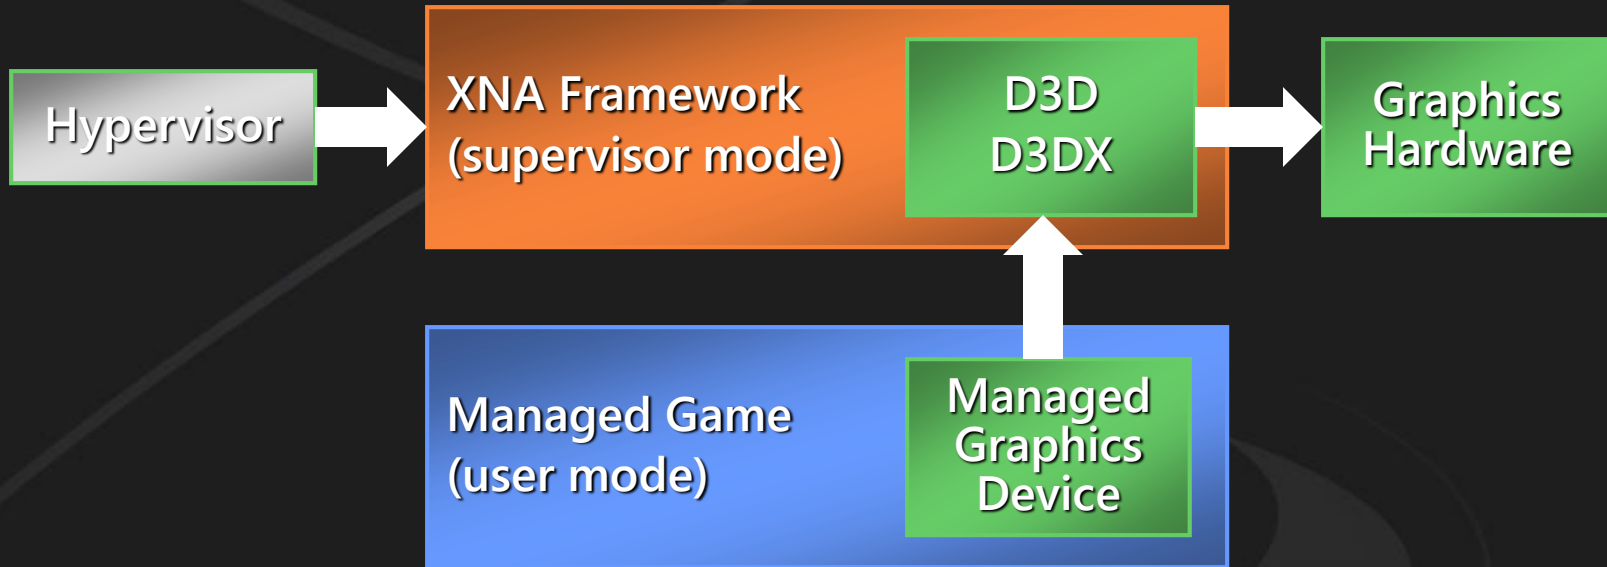 Hypervisor
XNA Framework
(supervisor mode)
D3D
D3DX
Graphics
Hardware
Managed Game
(user mode)
Managed
Graphics
Device